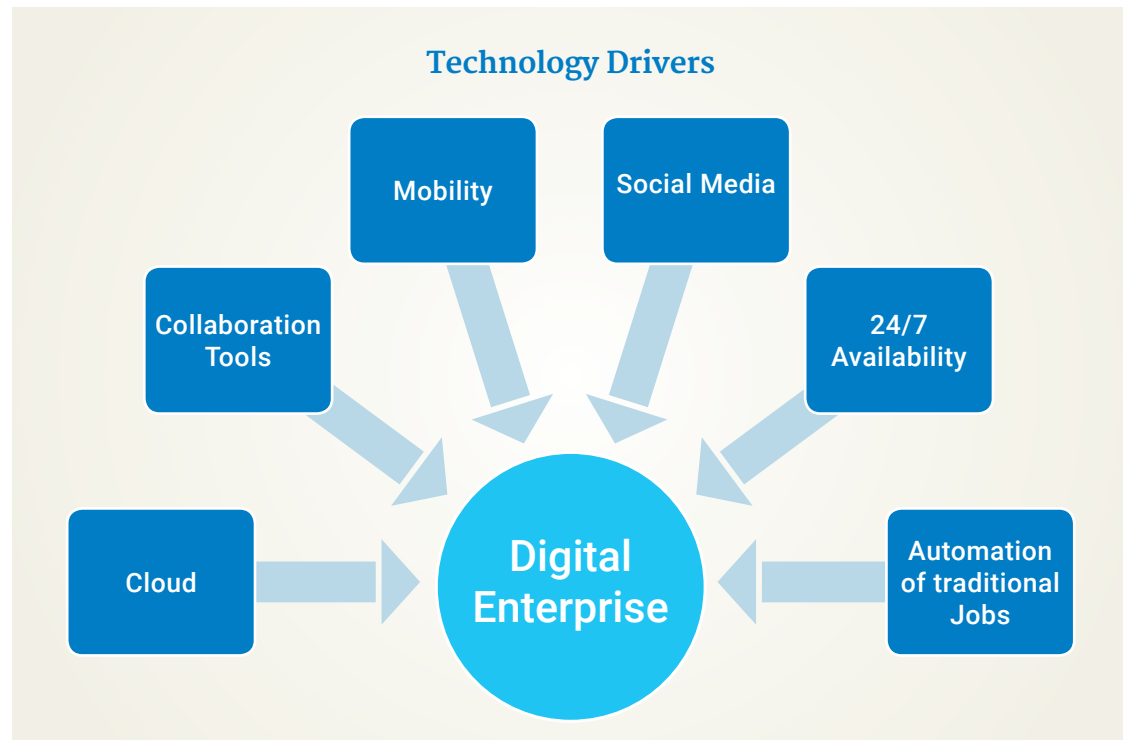 Technology Drivers
Mobility
Social Media
Collaboration
Tools
24/7
Availability
Cloud
Digital
Enterprise
Automation
of traditional
Jobs